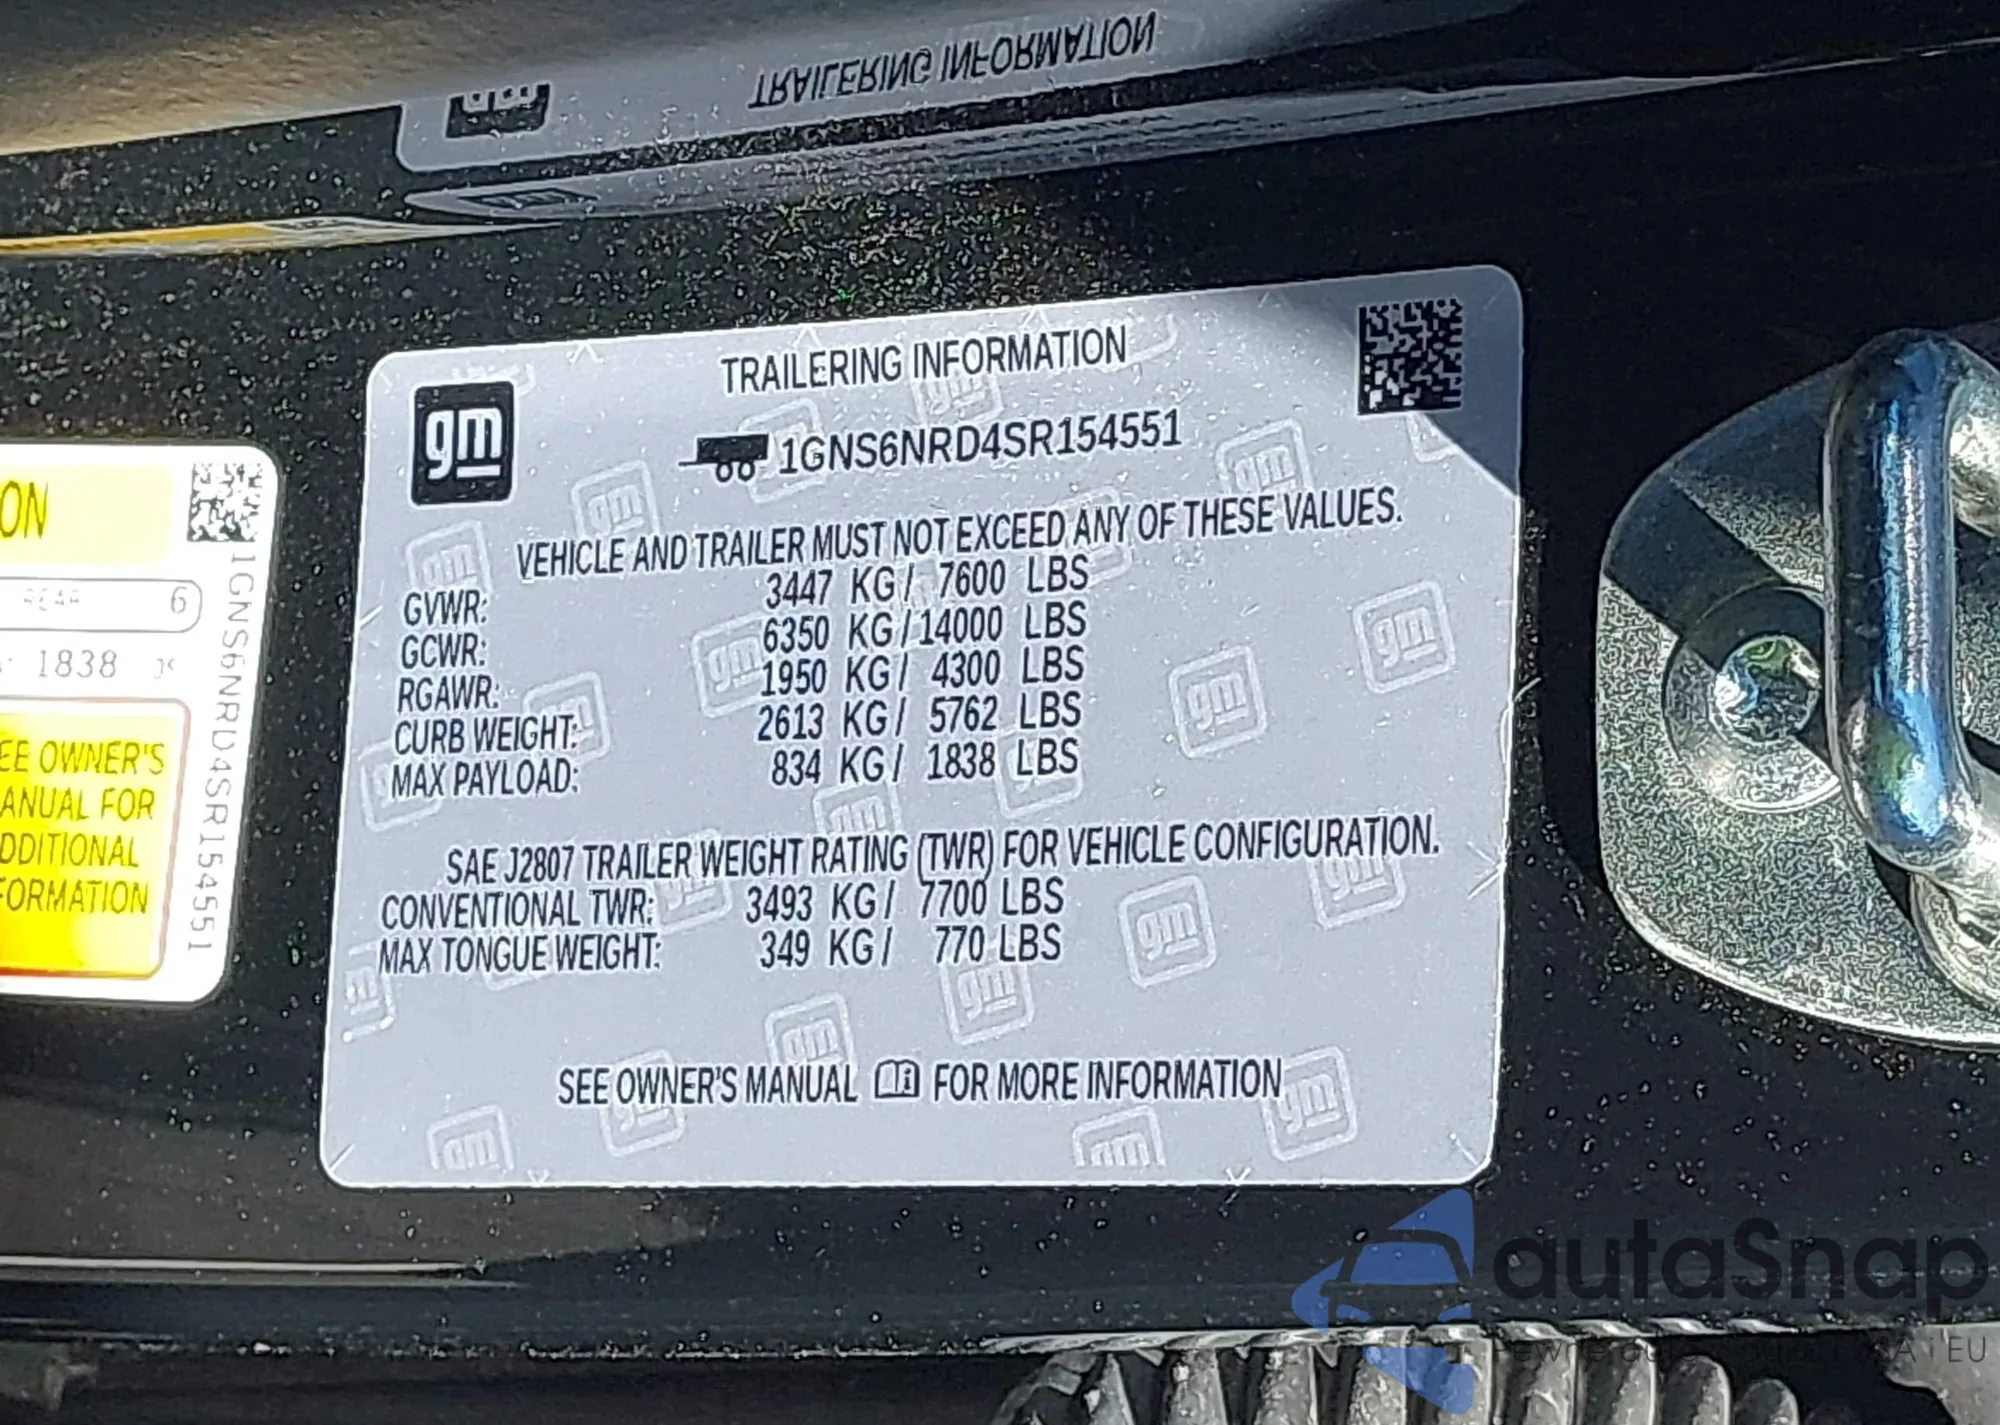 TRAILERING INFORMATION
gm
TRAILERING INFORMATION
gm
1GNS6NRD4SR154551
VEHICLE AND TRAILER MUST NOT EXCEED ANY OF THESE VALUES.
GVWR: 3447 KG/ 7600 LBS
GCWR: 6350 KG/14000 LBS
RGAWR: 1950 KG/ 4300 LBS
CURB WEIGHT: 2613 KG/ 5762 LBS
MAX PAYLOAD: 834 KG/ 1838 LBS
SAE J2807 TRAILER WEIGHT RATING (TWR) FOR VEHICLE CONFIGURATION.
CONVENTIONAL TWR: 3493 KG/ 7700 LBS
MAX TONGUE WEIGHT: 349 KG/ 770 LBS
SEE OWNER'S MANUAL FOR MORE INFORMATION
ON
REAR 6
1838
EE OWNER'S
ANUAL FOR
DDITIONAL
FORMATION
1GNS6NRD4SR154551
autaSnap
EU